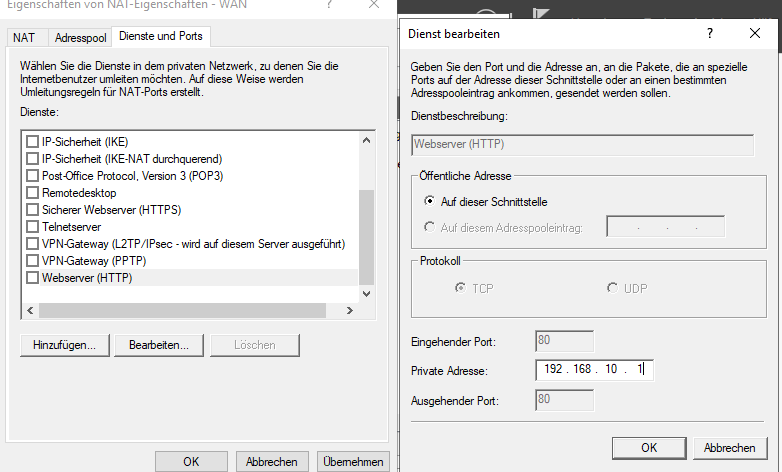 Eigenschaften von NAT-Eigenschaften - WAN
NAT
Adresspool
Dienste und Ports
Wählen Sie die Dienste in dem privaten Netzwerk, zu denen Sie die
Internetbenutzer umleiten möchten. Auf diese Weise werden
Umleitungsregeln für NAT-Ports erstellt.
Dienste:
IP-Sicherheit (IKE)
IP-Sicherheit (IKE-NAT durchquerend)
Post-Office Protocol, Version 3 (POP3)
Remotedesktop
Sicherer Webserver (HTTPS)
Telnetserver
VPN-Gateway (L2TP/IPsec - wird auf diesem Server ausgeführt)
VPN-Gateway (PPTP)
Webserver (HTTP)
Hinzufügen...
Bearbeiten...
Löschen
OK
Abbrechen
Übernehmen
Dienst bearbeiten
?
Geben Sie den Port und die Adresse an, an die Pakete, die an spezielle
Ports auf der Adresse dieser Schnittstelle oder an einen bestimmten
Adresspooleintrag ankommen, gesendet werden sollen.
Dienstbeschreibung:
Webserver (HTTP)
Öffentliche Adresse
Auf dieser Schnittstelle
Auf diesem Adresspooleintrag:
. . .
Protokoll
TCP
UDP
Eingehender Port:
80
Private Adresse:
192 . 168 . 10 . 1
Ausgehender Port:
80
OK
Abbrechen